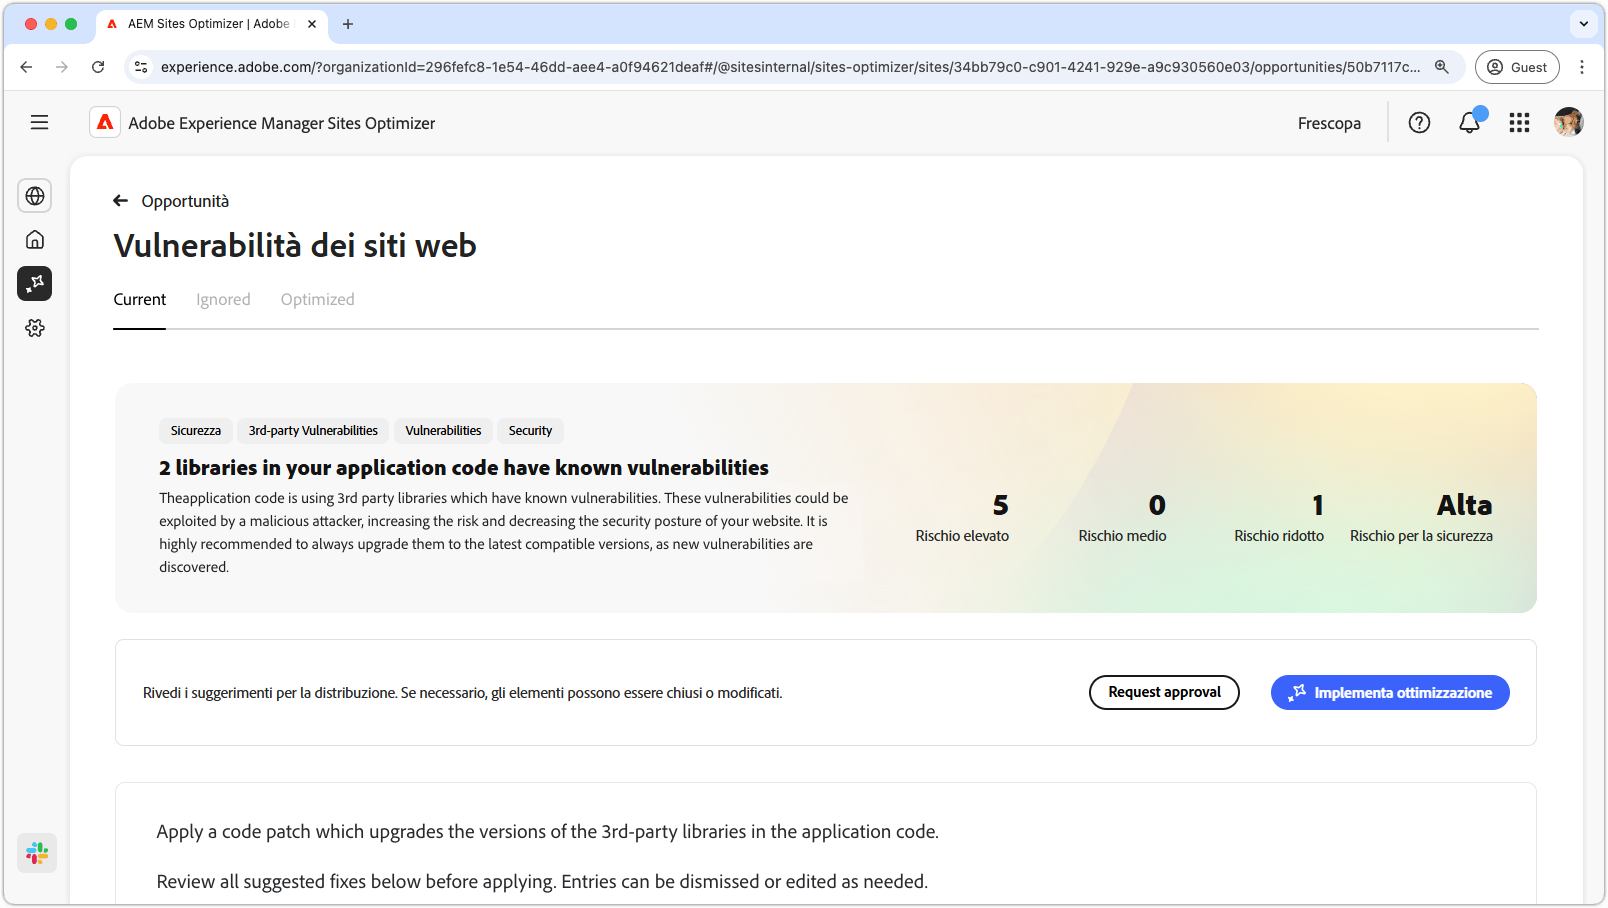 AEM Sites Optimizer | Adobe
experience.adobe.com/?organizationId=296fefc8-1e54-46dd-aee4-a0f94621deaf#/@sitesinternal/sites-optimizer/sites/34bb79c0-c901-4241-929e-a9c930560e03/opportunities/50b7117c...
Guest
Adobe Experience Manager Sites Optimizer
Frescopa
Opportunità
Vulnerabilità dei siti web
Current Ignored Optimized
Sicurezza 3rd-party Vulnerabilities Vulnerabilities Security
2 libraries in your application code have known vulnerabilities
Theapplication code is using 3rd party libraries which have known vulnerabilities. These vulnerabilities could be
exploited by a malicious attacker, increasing the risk and decreasing the security posture of your website. It is
highly recommended to always upgrade them to the latest compatible versions, as new vulnerabilities are
discovered.
5 0 1 Alta
Rischio elevato Rischio medio Rischio ridotto Rischio per la sicurezza
Rivedi i suggerimenti per la distribuzione. Se necessario, gli elementi possono essere chiusi o modificati.
Request approval
Implementa ottimizzazione
Apply a code patch which upgrades the versions of the 3rd-party libraries in the application code.
Review all suggested fixes below before applying. Entries can be dismissed or edited as needed.